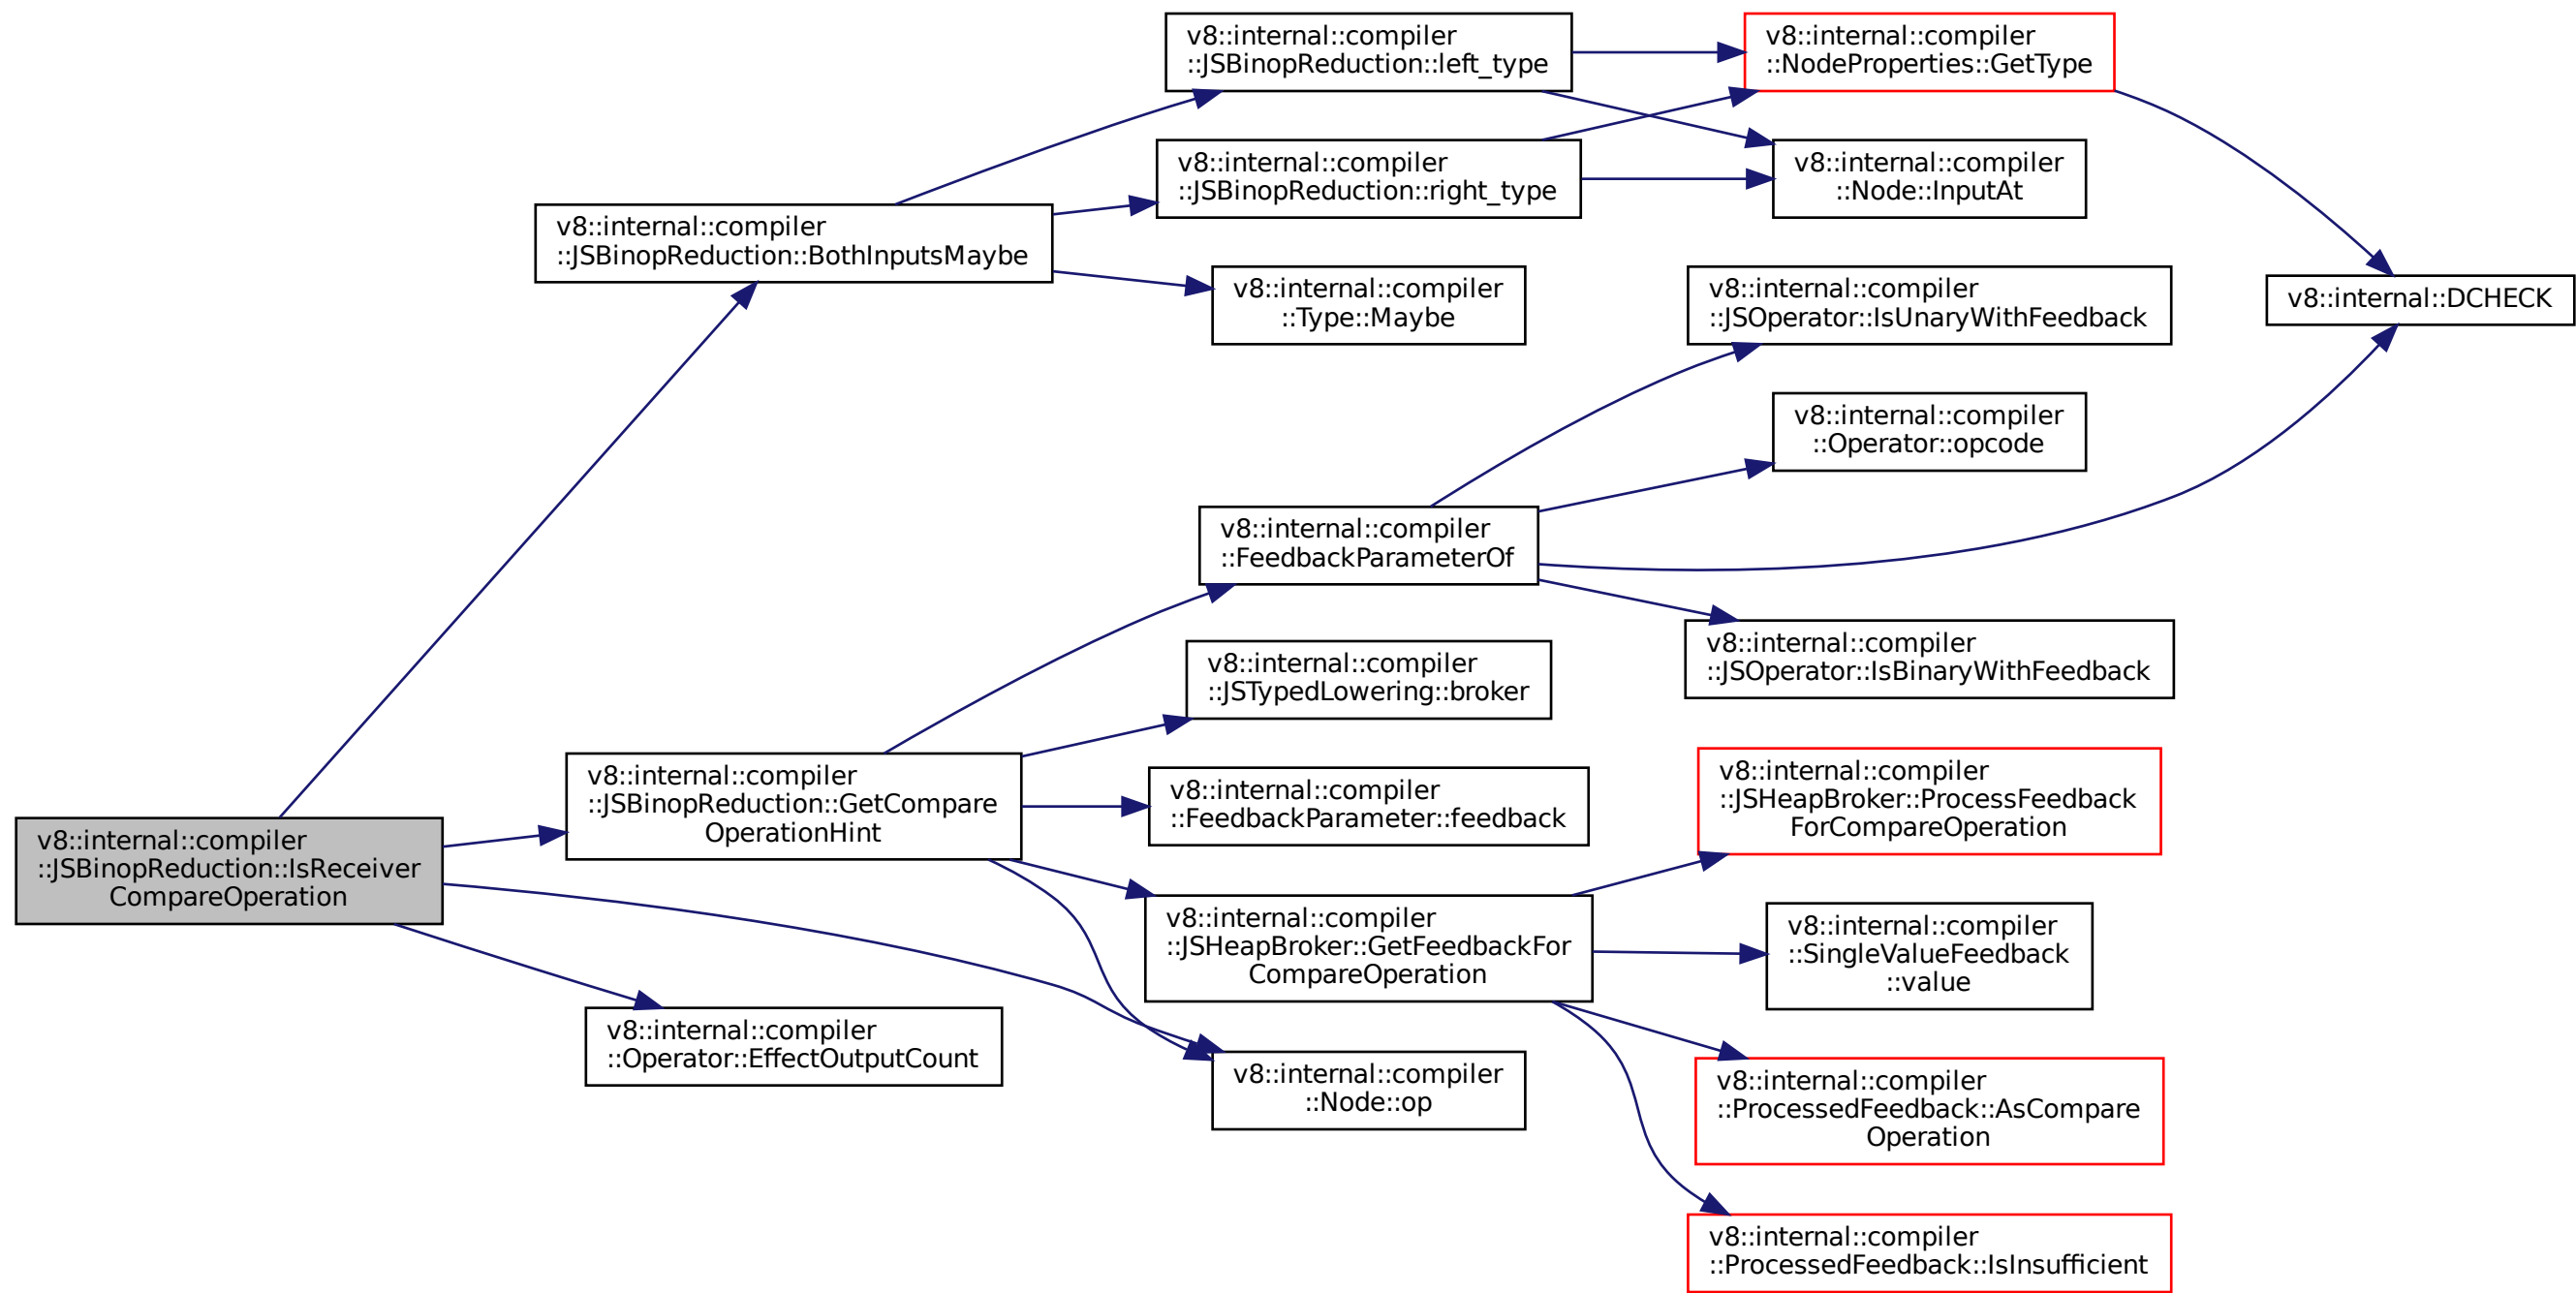 v8::internal::compiler
::JSBinopReduction::IsReceiver
CompareOperation
v8::internal::compiler
::JSBinopReduction::BothInputsMaybe
v8::internal::compiler
::JSBinopReduction::GetCompare
OperationHint
v8::internal::compiler
::Operator::EffectOutputCount
v8::internal::compiler
::JSBinopReduction::left_type
v8::internal::compiler
::JSBinopReduction::right_type
v8::internal::compiler
::Type::Maybe
v8::internal::compiler
::FeedbackParameterOf
v8::internal::compiler
::JSTypedLowering::broker
v8::internal::compiler
::FeedbackParameter::feedback
v8::internal::compiler
::JSHeapBroker::GetFeedbackFor
CompareOperation
v8::internal::compiler
::Node::op
v8::internal::compiler
::NodeProperties::GetType
v8::internal::compiler
::Node::InputAt
v8::internal::compiler
::JSOperator::IsUnaryWithFeedback
v8::internal::compiler
::Operator::opcode
v8::internal::compiler
::JSOperator::IsBinaryWithFeedback
v8::internal::compiler
::JSHeapBroker::ProcessFeedback
ForCompareOperation
v8::internal::compiler
::SingleValueFeedback
::value
v8::internal::compiler
::ProcessedFeedback::AsCompare
Operation
v8::internal::compiler
::ProcessedFeedback::IsInsufficient
v8::internal::DCHECK